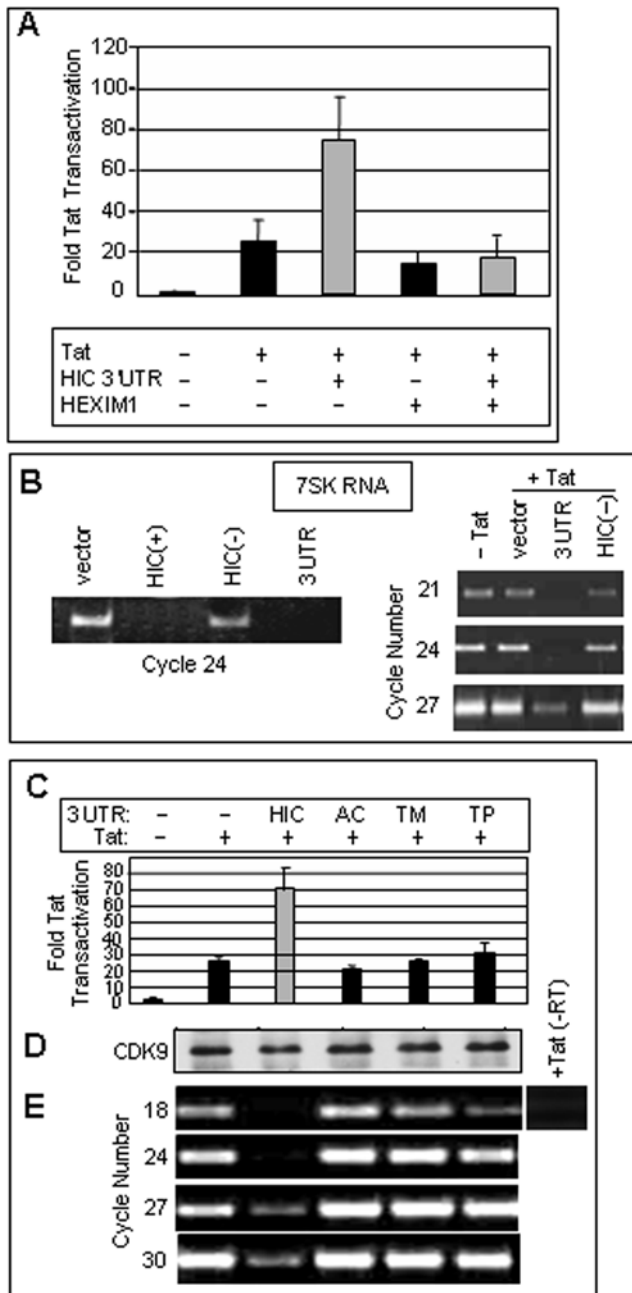 A
Fold Tat Transactivation
120
100
80
60
40
20
0
Tat – + + + +
HIC 3'UTR – – + – +
HEXIM1 – – – + +
B
7SK RNA
vector
HIC(+)
HIC(-)
3'UTR
Cycle 24
+ Tat
– Tat
vector
3'UTR
HIC(–)
Cycle Number
21
24
27
C
3'UTR: – – HIC AC TM TP
Tat: – + + + + +
Fold Tat
Transactivation
80
70
60
50
40
30
20
10
0
+Tat (-RT)
D
CDK9
E
Cycle Number
18
24
27
30